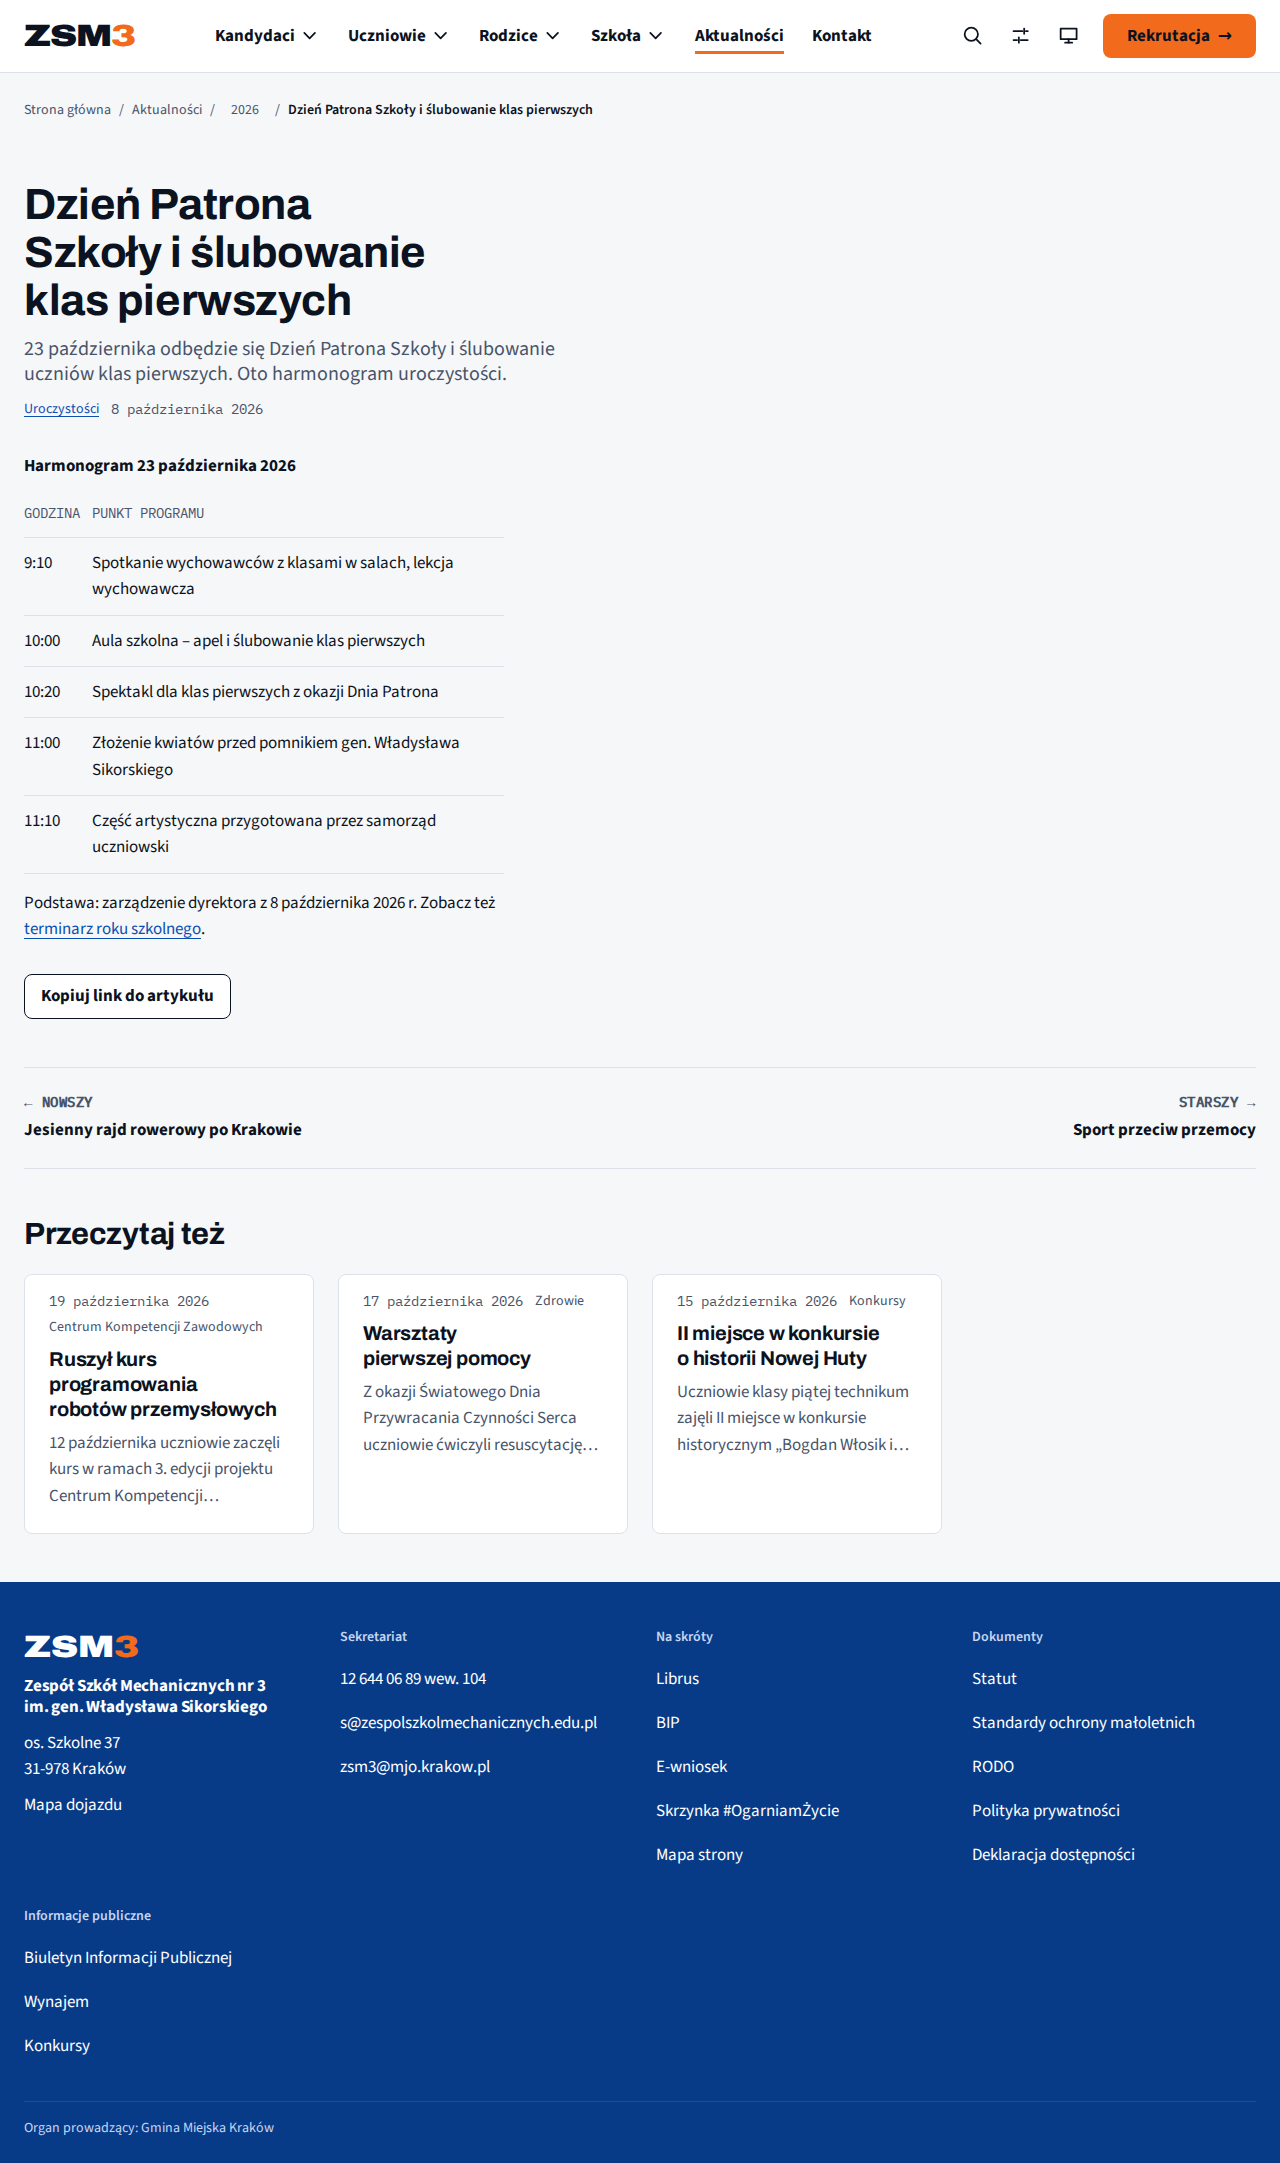 ZSM3 Kandydaci Uczniowie Rodzice Szkoła Aktualności Kontakt Rekrutacja →
Strona główna / Aktualności / 2026 / Dzień Patrona Szkoły i ślubowanie klas pierwszych
Dzień Patrona
Szkoły i ślubowanie
klas pierwszych
23 października odbędzie się Dzień Patrona Szkoły i ślubowanie
uczniów klas pierwszych. Oto harmonogram uroczystości.
Uroczystości 8 października 2026
Harmonogram 23 października 2026
GODZINA PUNKT PROGRAMU
9:10 Spotkanie wychowawców z klasami w salach, lekcja
wychowawcza
10:00 Aula szkolna – apel i ślubowanie klas pierwszych
10:20 Spektakl dla klas pierwszych z okazji Dnia Patrona
11:00 Złożenie kwiatów przed pomnikiem gen. Władysława
Sikorskiego
11:10 Część artystyczna przygotowana przez samorząd
uczniowski
Podstawa: zarządzenie dyrektora z 8 października 2026 r. Zobacz też
terminarz roku szkolnego.
Kopiuj link do artykułu
← NOWSZY
Jesienny rajd rowerowy po Krakowie
STARSZY →
Sport przeciw przemocy
Przeczytaj też
19 października 2026
Centrum Kompetencji Zawodowych
Ruszył kurs
programowania
robotów przemysłowych
12 października uczniowie zaczęli
kurs w ramach 3. edycji projektu
Centrum Kompetencji…
17 października 2026 Zdrowie
Warsztaty
pierwszej pomocy
Z okazji Światowego Dnia
Przywracania Czynności Serca
uczniowie ćwiczyli resuscytację…
15 października 2026 Konkursy
II miejsce w konkursie
o historii Nowej Huty
Uczniowie klasy piątej technikum
zajęli II miejsce w konkursie
historycznym „Bogdan Włosik i…
ZSM3
Zespół Szkół Mechanicznych nr 3
im. gen. Władysława Sikorskiego
os. Szkolne 37
31-978 Kraków
Mapa dojazdu
Sekretariat
12 644 06 89 wew. 104
s@zespolszkolmechanicznych.edu.pl
zsm3@mjo.krakow.pl
Na skróty
Librus
BIP
E-wniosek
Skrzynka #OgarniamŻycie
Mapa strony
Dokumenty
Statut
Standardy ochrony małoletnich
RODO
Polityka prywatności
Deklaracja dostępności
Informacje publiczne
Biuletyn Informacji Publicznej
Wynajem
Konkursy
Organ prowadzący: Gmina Miejska Kraków